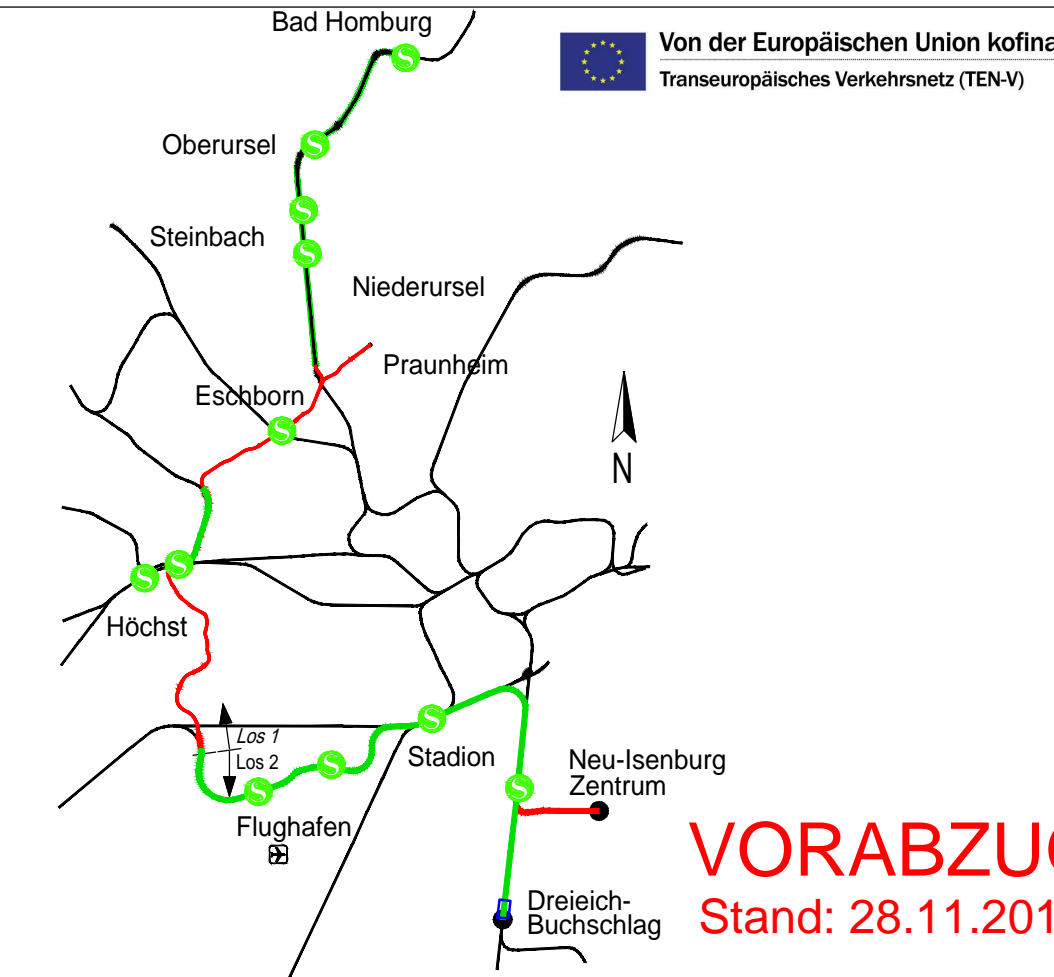 Bad Homburg
Von der Europäischen Union kofina
Transeuropäisches Verkehrsnetz (TEN-V)
Oberursel
S
S
Steinbach
S
S
Niederursel
Praunheim
Eschborn
S
N
S
S
Höchst
Los 1
Los 2
S
Stadion
S
S
Flughafen
S
Neu-Isenburg
Zentrum
VORABZUG
Stand: 28.11.201
Dreieich-
Buchschlag